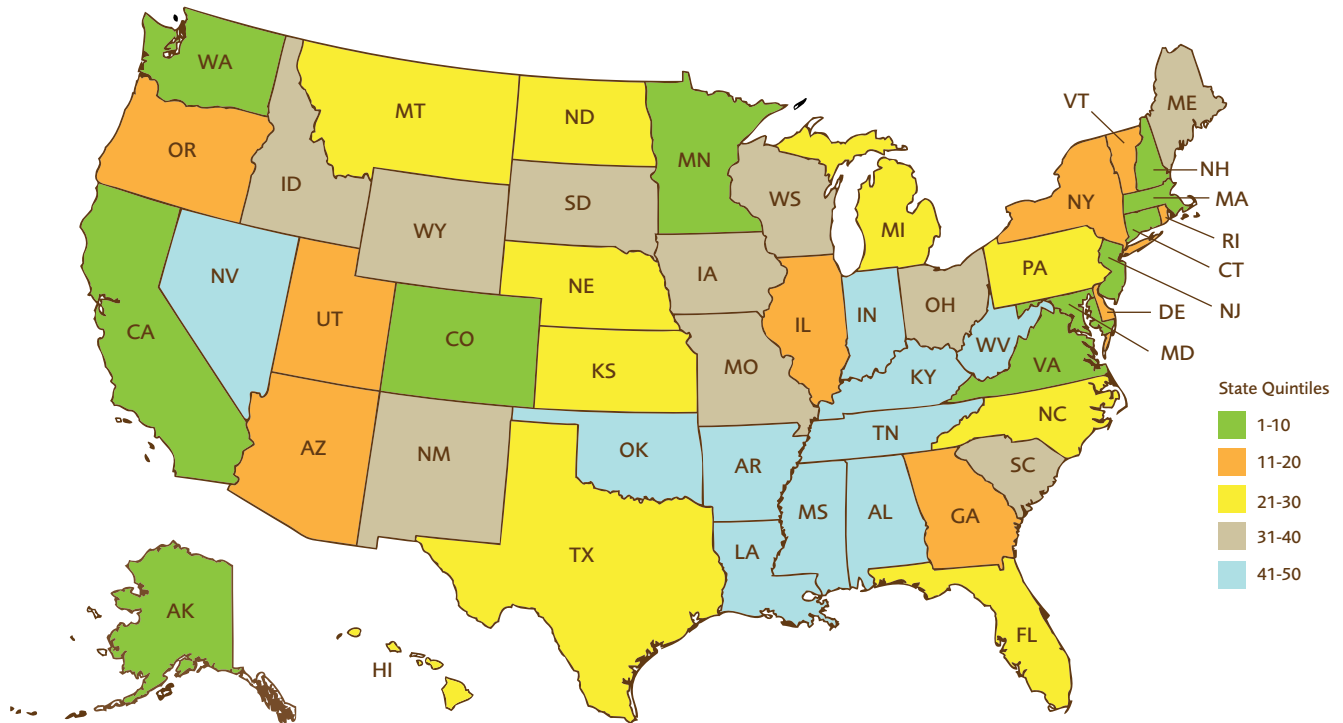 WA
MT
ND
MN
OR
ID
SD
WS
WY
MI
VT
ME
NH
NY
MA
RI
CT
IA
PA
NE
NV
UT
CO
CA
IL
IN
OH
NJ
DE
MD
WV
VA
KS
MO
KY
State Quintiles
1-10
11-20
21-30
31-40
41-50
AZ
NM
OK
AR
TN
NC
SC
MS
AL
GA
LA
TX
AK
HI
FL